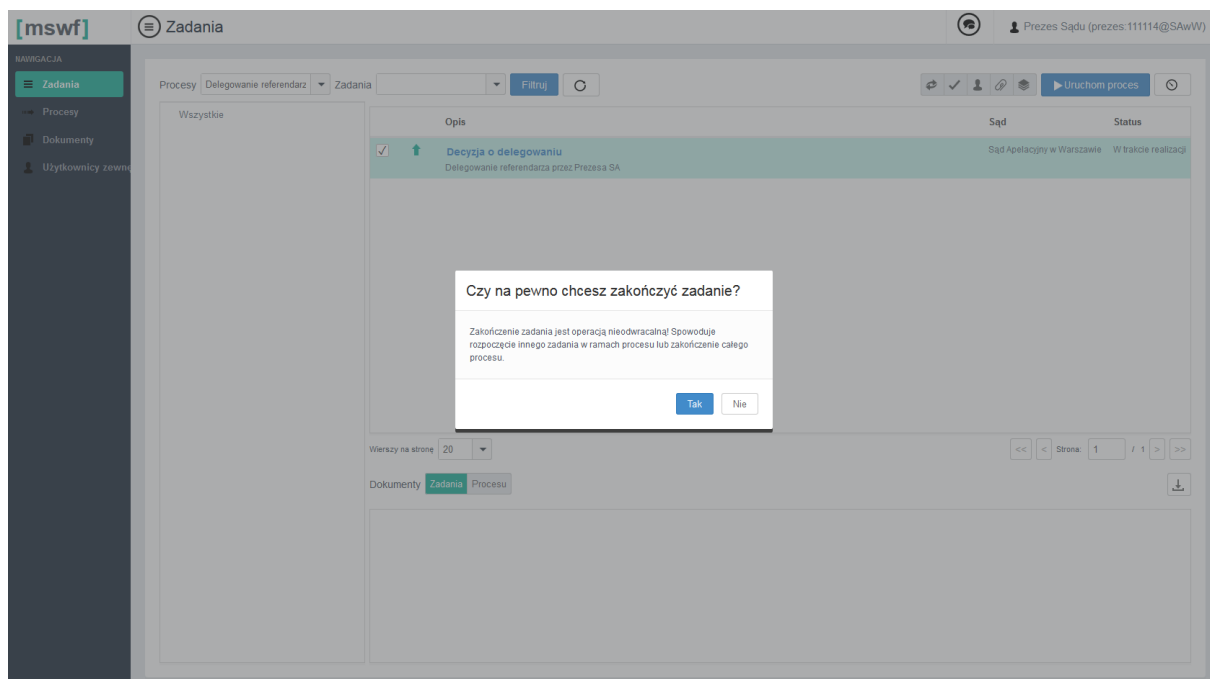 [mswf]
Zadania
Prezes Sądu (prezes.111114@SAwW)
NAWIGACJA
Zadania
Procesy
Dokumenty
Użytkownicy zewnę
Procesy Delegowanie referendarz Zadania Filtruj Uruchom proces
Wszystkie
Opis Sąd Status
Decyzja o delegowaniu Sąd Apelacyjny w Warszawie W trakcie realizacji
Delegowanie referendarza przez Prezesa SA
Czy na pewno chcesz zakończyć zadanie?
Zakończenie zadania jest operacją nieodwracalną! Spowoduje
rozpoczęcie innego zadania w ramach procesu lub zakończenie całego
procesu.
Tak Nie
Wierszy na stronę 20 << < Strona: 1 / 1 > >>
Dokumenty Zadania Procesu